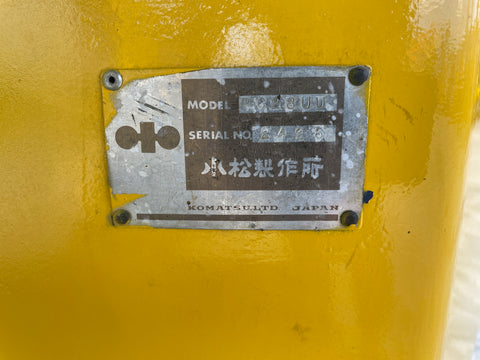 MODEL
SERIAL NO.
小松製作所
KOMATSU LTD JAPAN